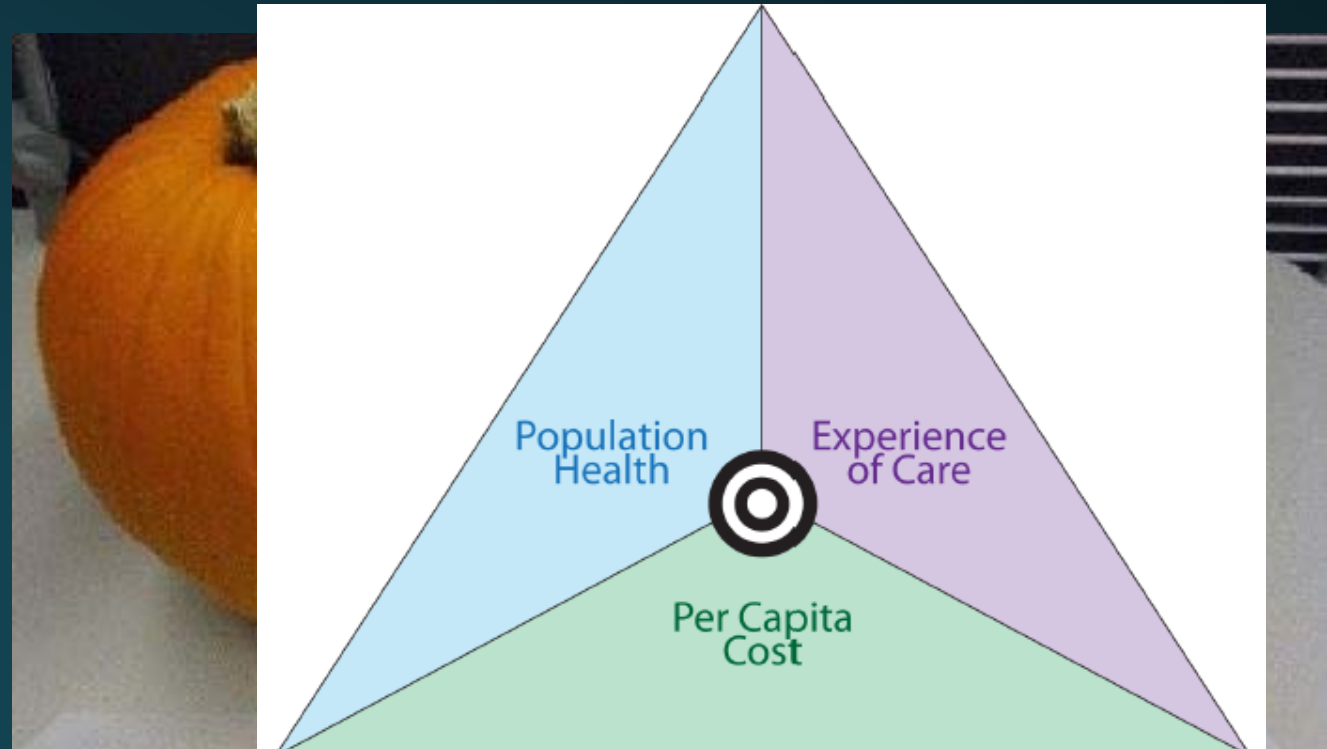 Population
Health
Experience
of Care
Per Capita
Cost